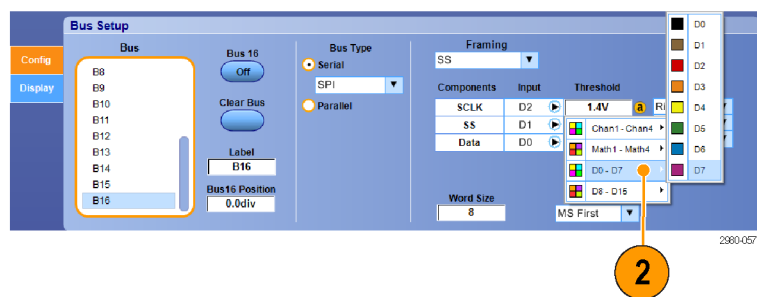 Bus Setup
Config
Display
Bus
B8
B9
B10
B11
B12
B13
B14
B15
B16
Bus 16
Off
Clear Bus
Label
B16
Bus16 Position
0.0div
Bus Type
Serial
SPI
Parallel
Framing
SS
Components Input Threshold
SCLK D2 1.4V a Ri
SS D1
Data D0
Chan1 - Chan4
Math1 - Math4
D0 - D7
D8 - D15
Word Size
8
MS First
D0
D1
D2
D3
D4
D5
D6
D7
2
2980-057